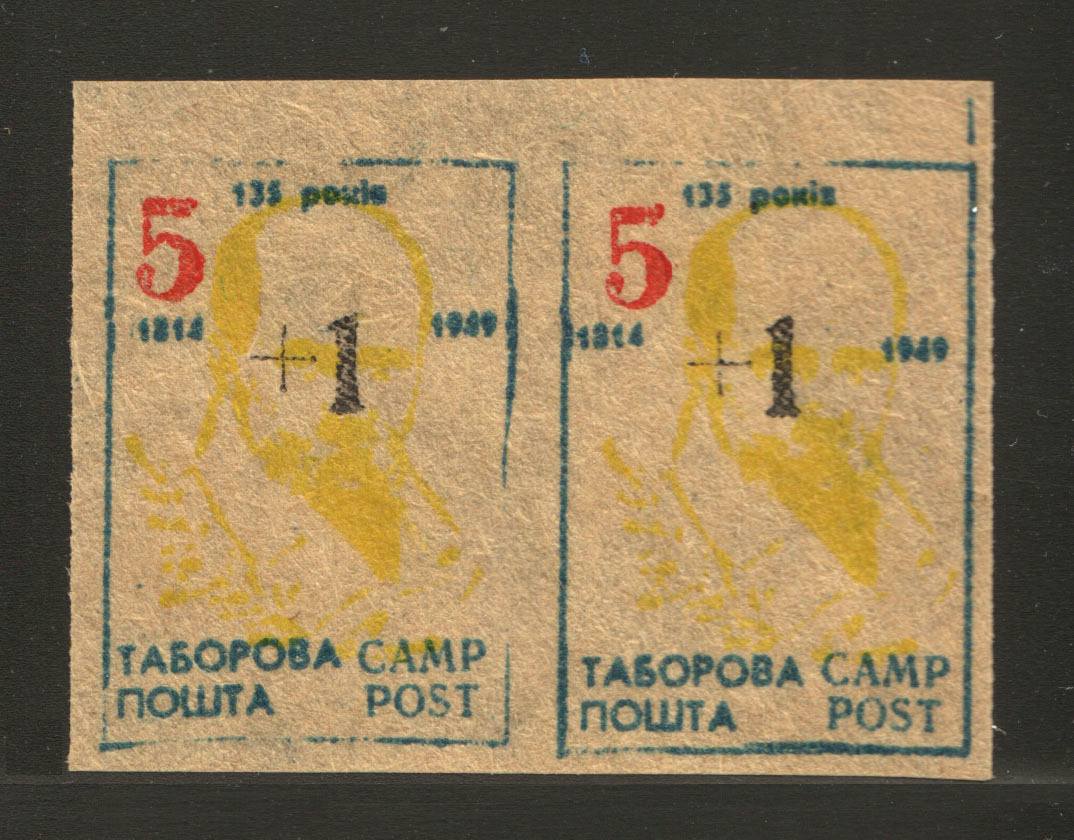 135 років
5
1814 +1 1949
ТАБОРОВА CAMP
ПОШТА POST
135 років
5
1814 +1 1949
ТАБОРОВА CAMP
ПОШТА POST